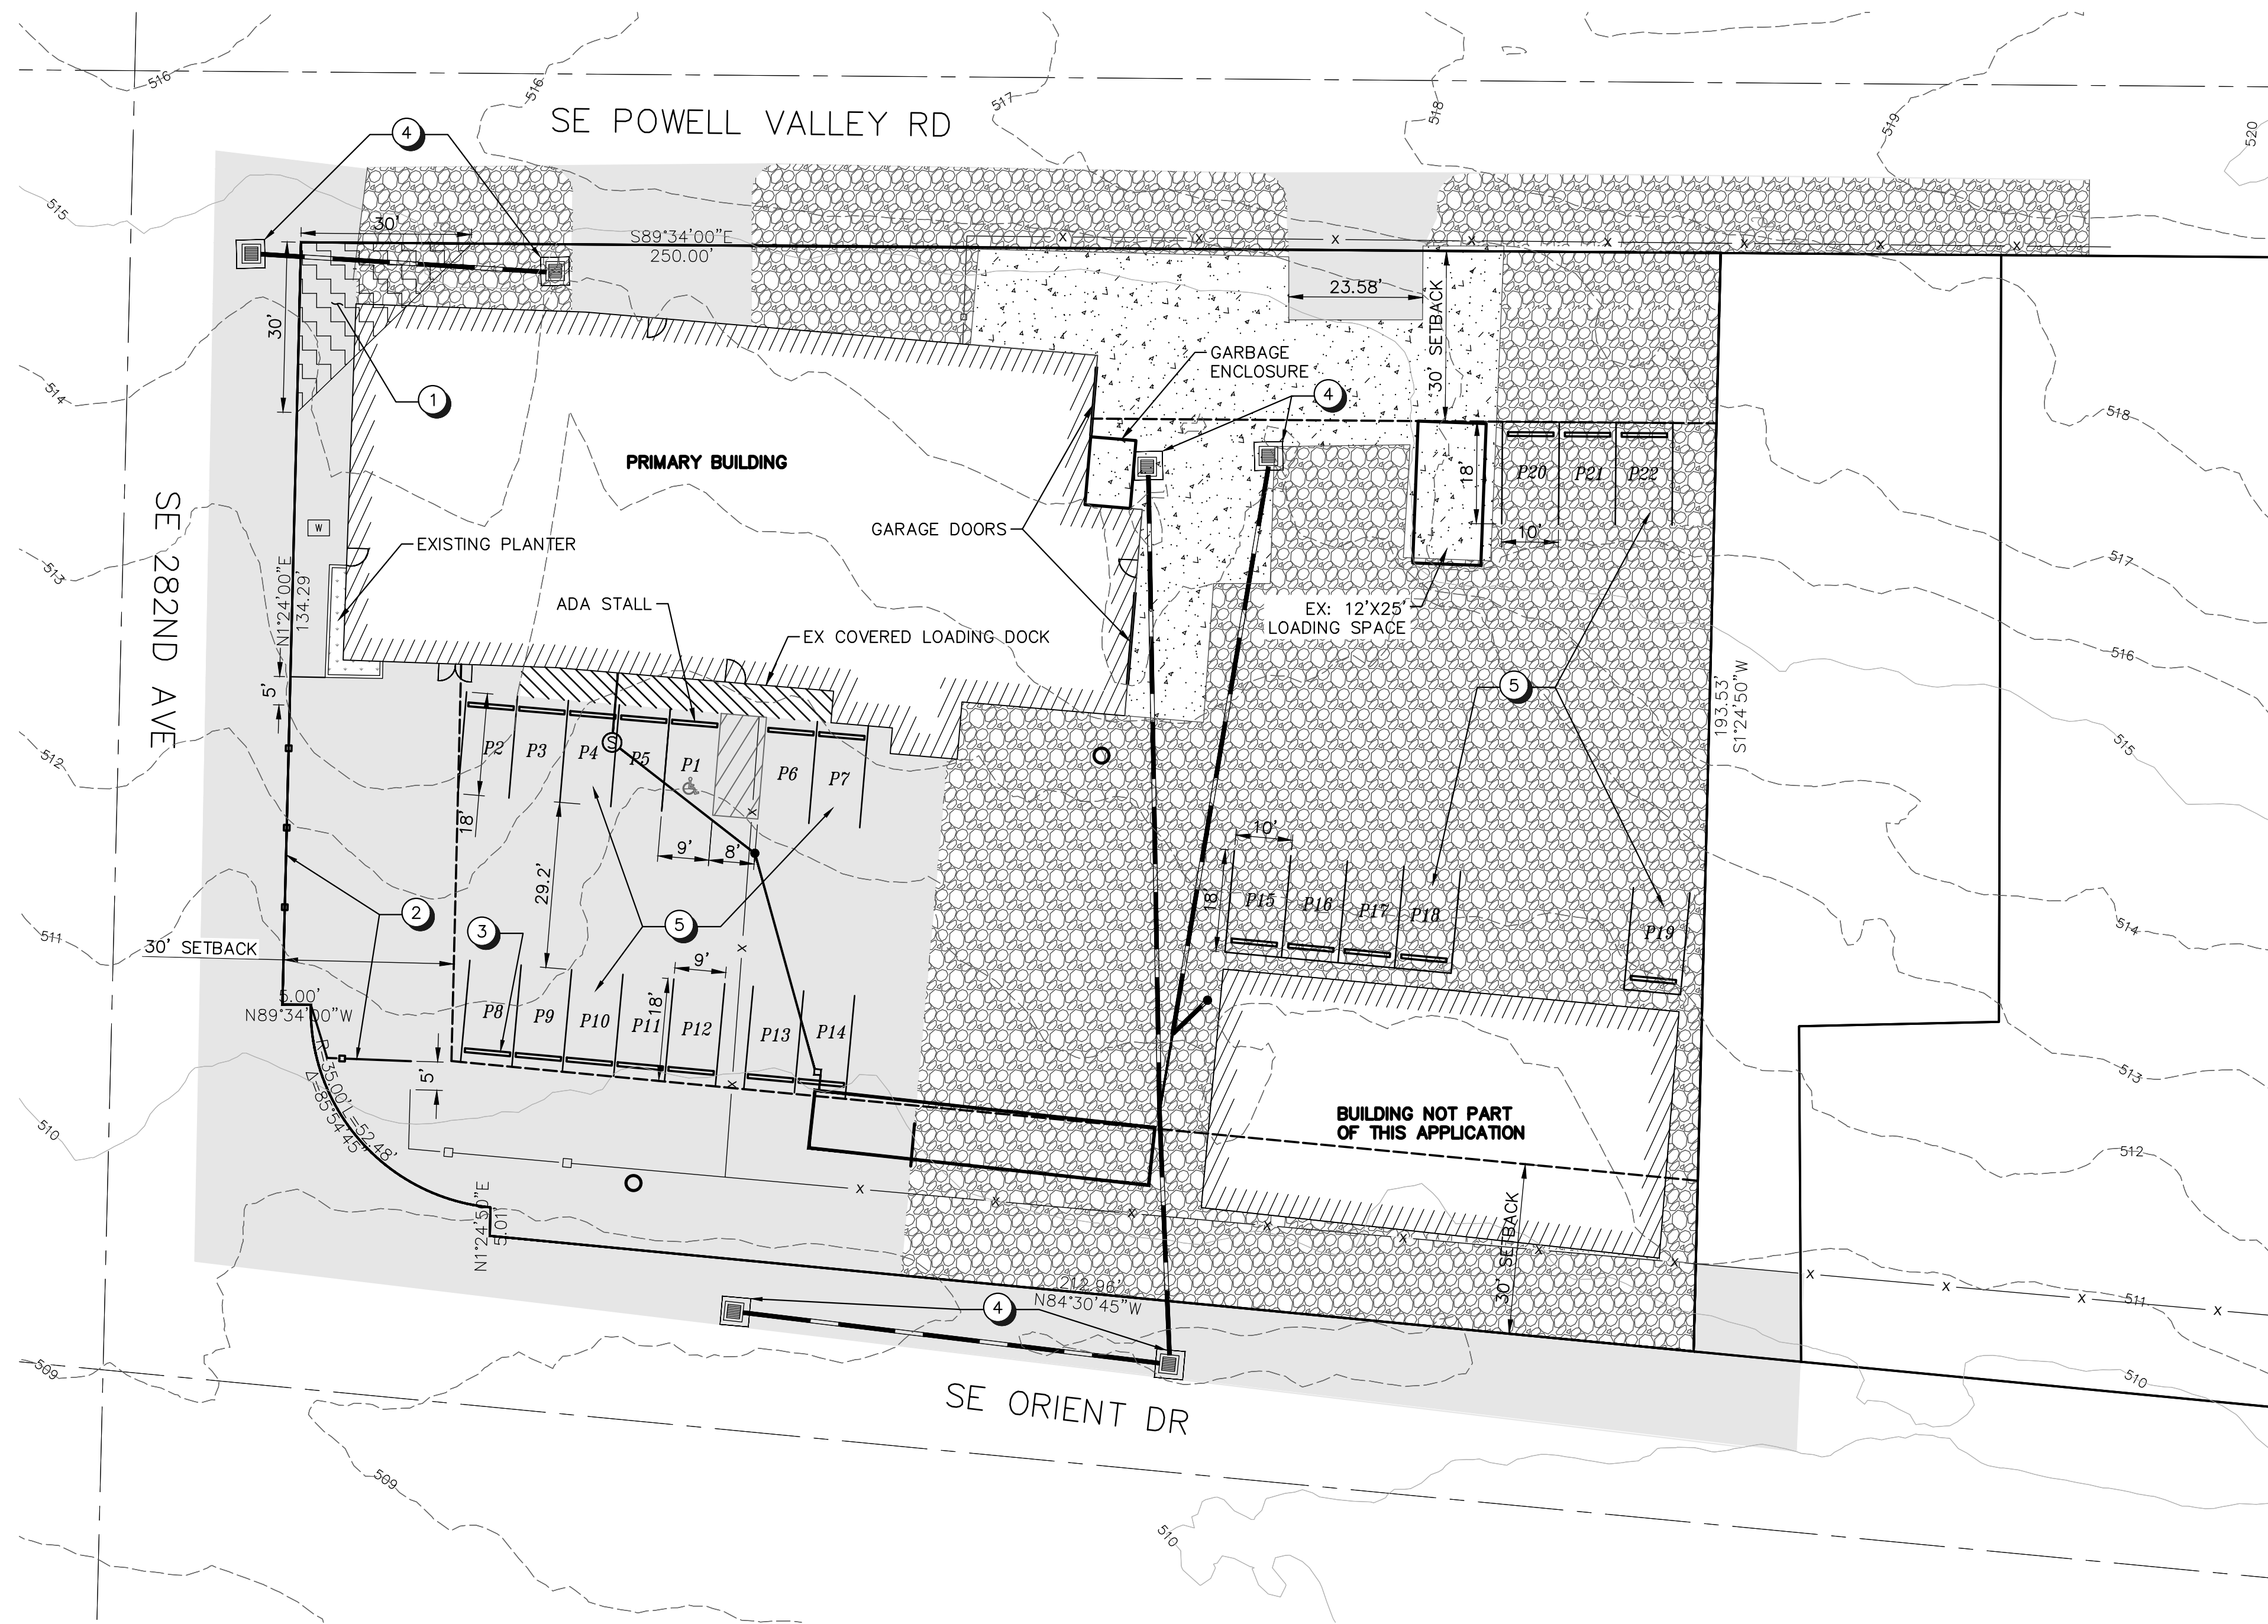 516
516
517
518
519
520
SE POWELL VALLEY RD
4
515
30'
S89°34'00"E
250.00'
X X X X X X X X
23.58'
30' SETBACK
30'
514
1
GARBAGE
ENCLOSURE
4
518
PRIMARY BUILDING
18'
P20 P21 P22
10'
SE 282ND AVE
W
GARAGE DOORS
EXISTING PLANTER
513
517
N1°24'00"E
134.29'
ADA STALL
EX COVERED LOADING DOCK
EX: 12'X25'
LOADING SPACE
516
5'
5
193.53'
S1°24'50"W
512
515
P2 P3 P4 S P5 P1 P6 P7
18'
X
9' 8'
29.2'
10'
18'
P15 P16 P17 P18
P19
2
3
5
511
514
30' SETBACK
X
9'
18'
5.00'
N89°34'00"W
P8 P9 P10 P11 P12 P13 P14
R=35.00' L=52.48'
Δ=85°54'45"
5'
X
513
510
BUILDING NOT PART
OF THIS APPLICATION
512
N1°24'50"E
5.01'
X X X X X X X X X X X
30' SETBACK
212.96'
N84°30'45"W
4
511
509
510
SE ORIENT DR
509
510